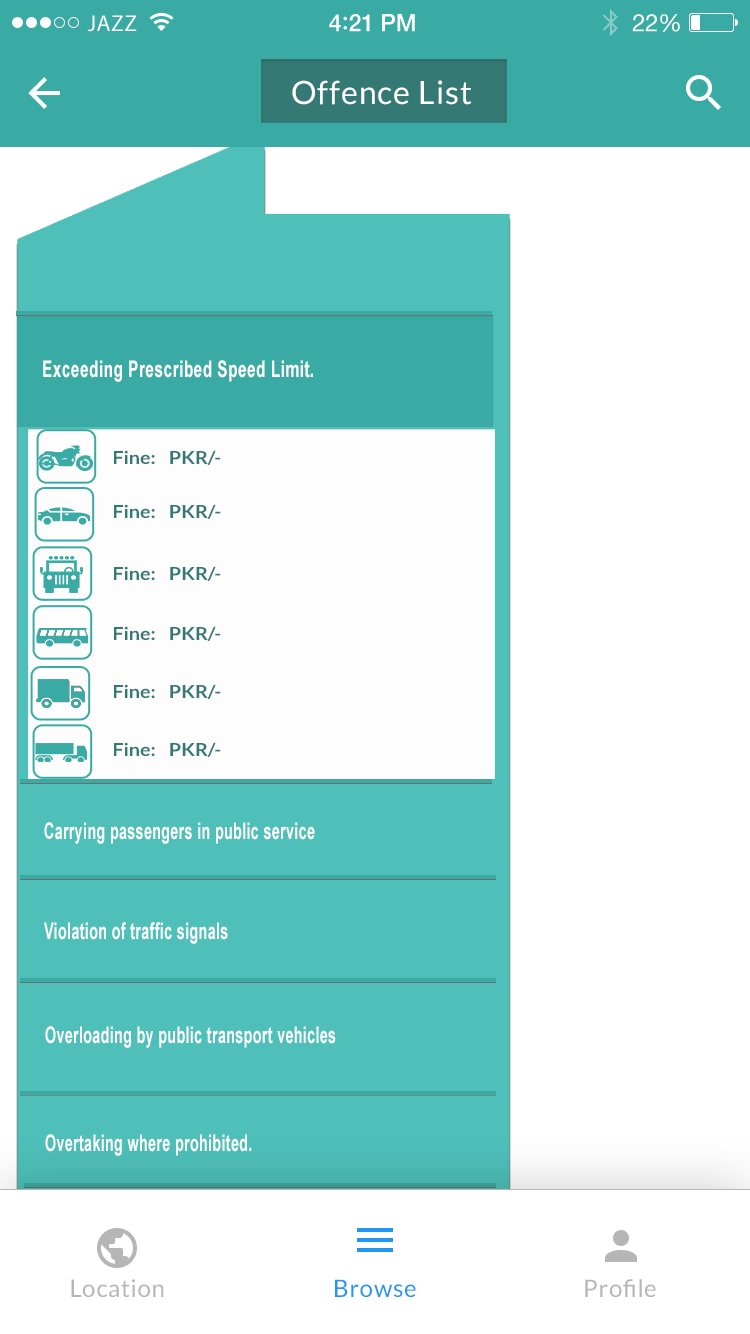 JAZZ 4:21 PM 22%
Offence List
Exceeding Prescribed Speed Limit.
Fine: PKR/-
Fine: PKR/-
Fine: PKR/-
Fine: PKR/-
Fine: PKR/-
Fine: PKR/-
Carrying passengers in public service
Violation of traffic signals
Overloading by public transport vehicles
Overtaking where prohibited.
Location Browse Profile